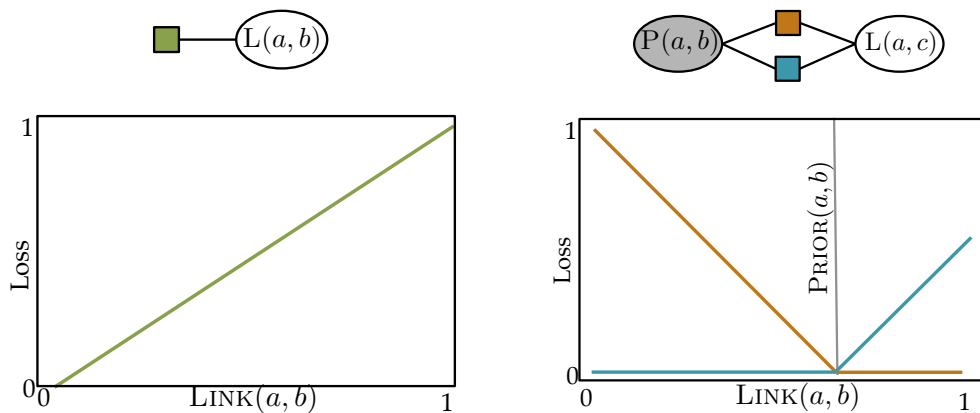 L(a, b)
1
Loss
0
0
LINK(a, b)
1
P(a, b)
L(a, c)
1
Loss
PRIOR(a, b)
0
0
LINK(a, b)
1